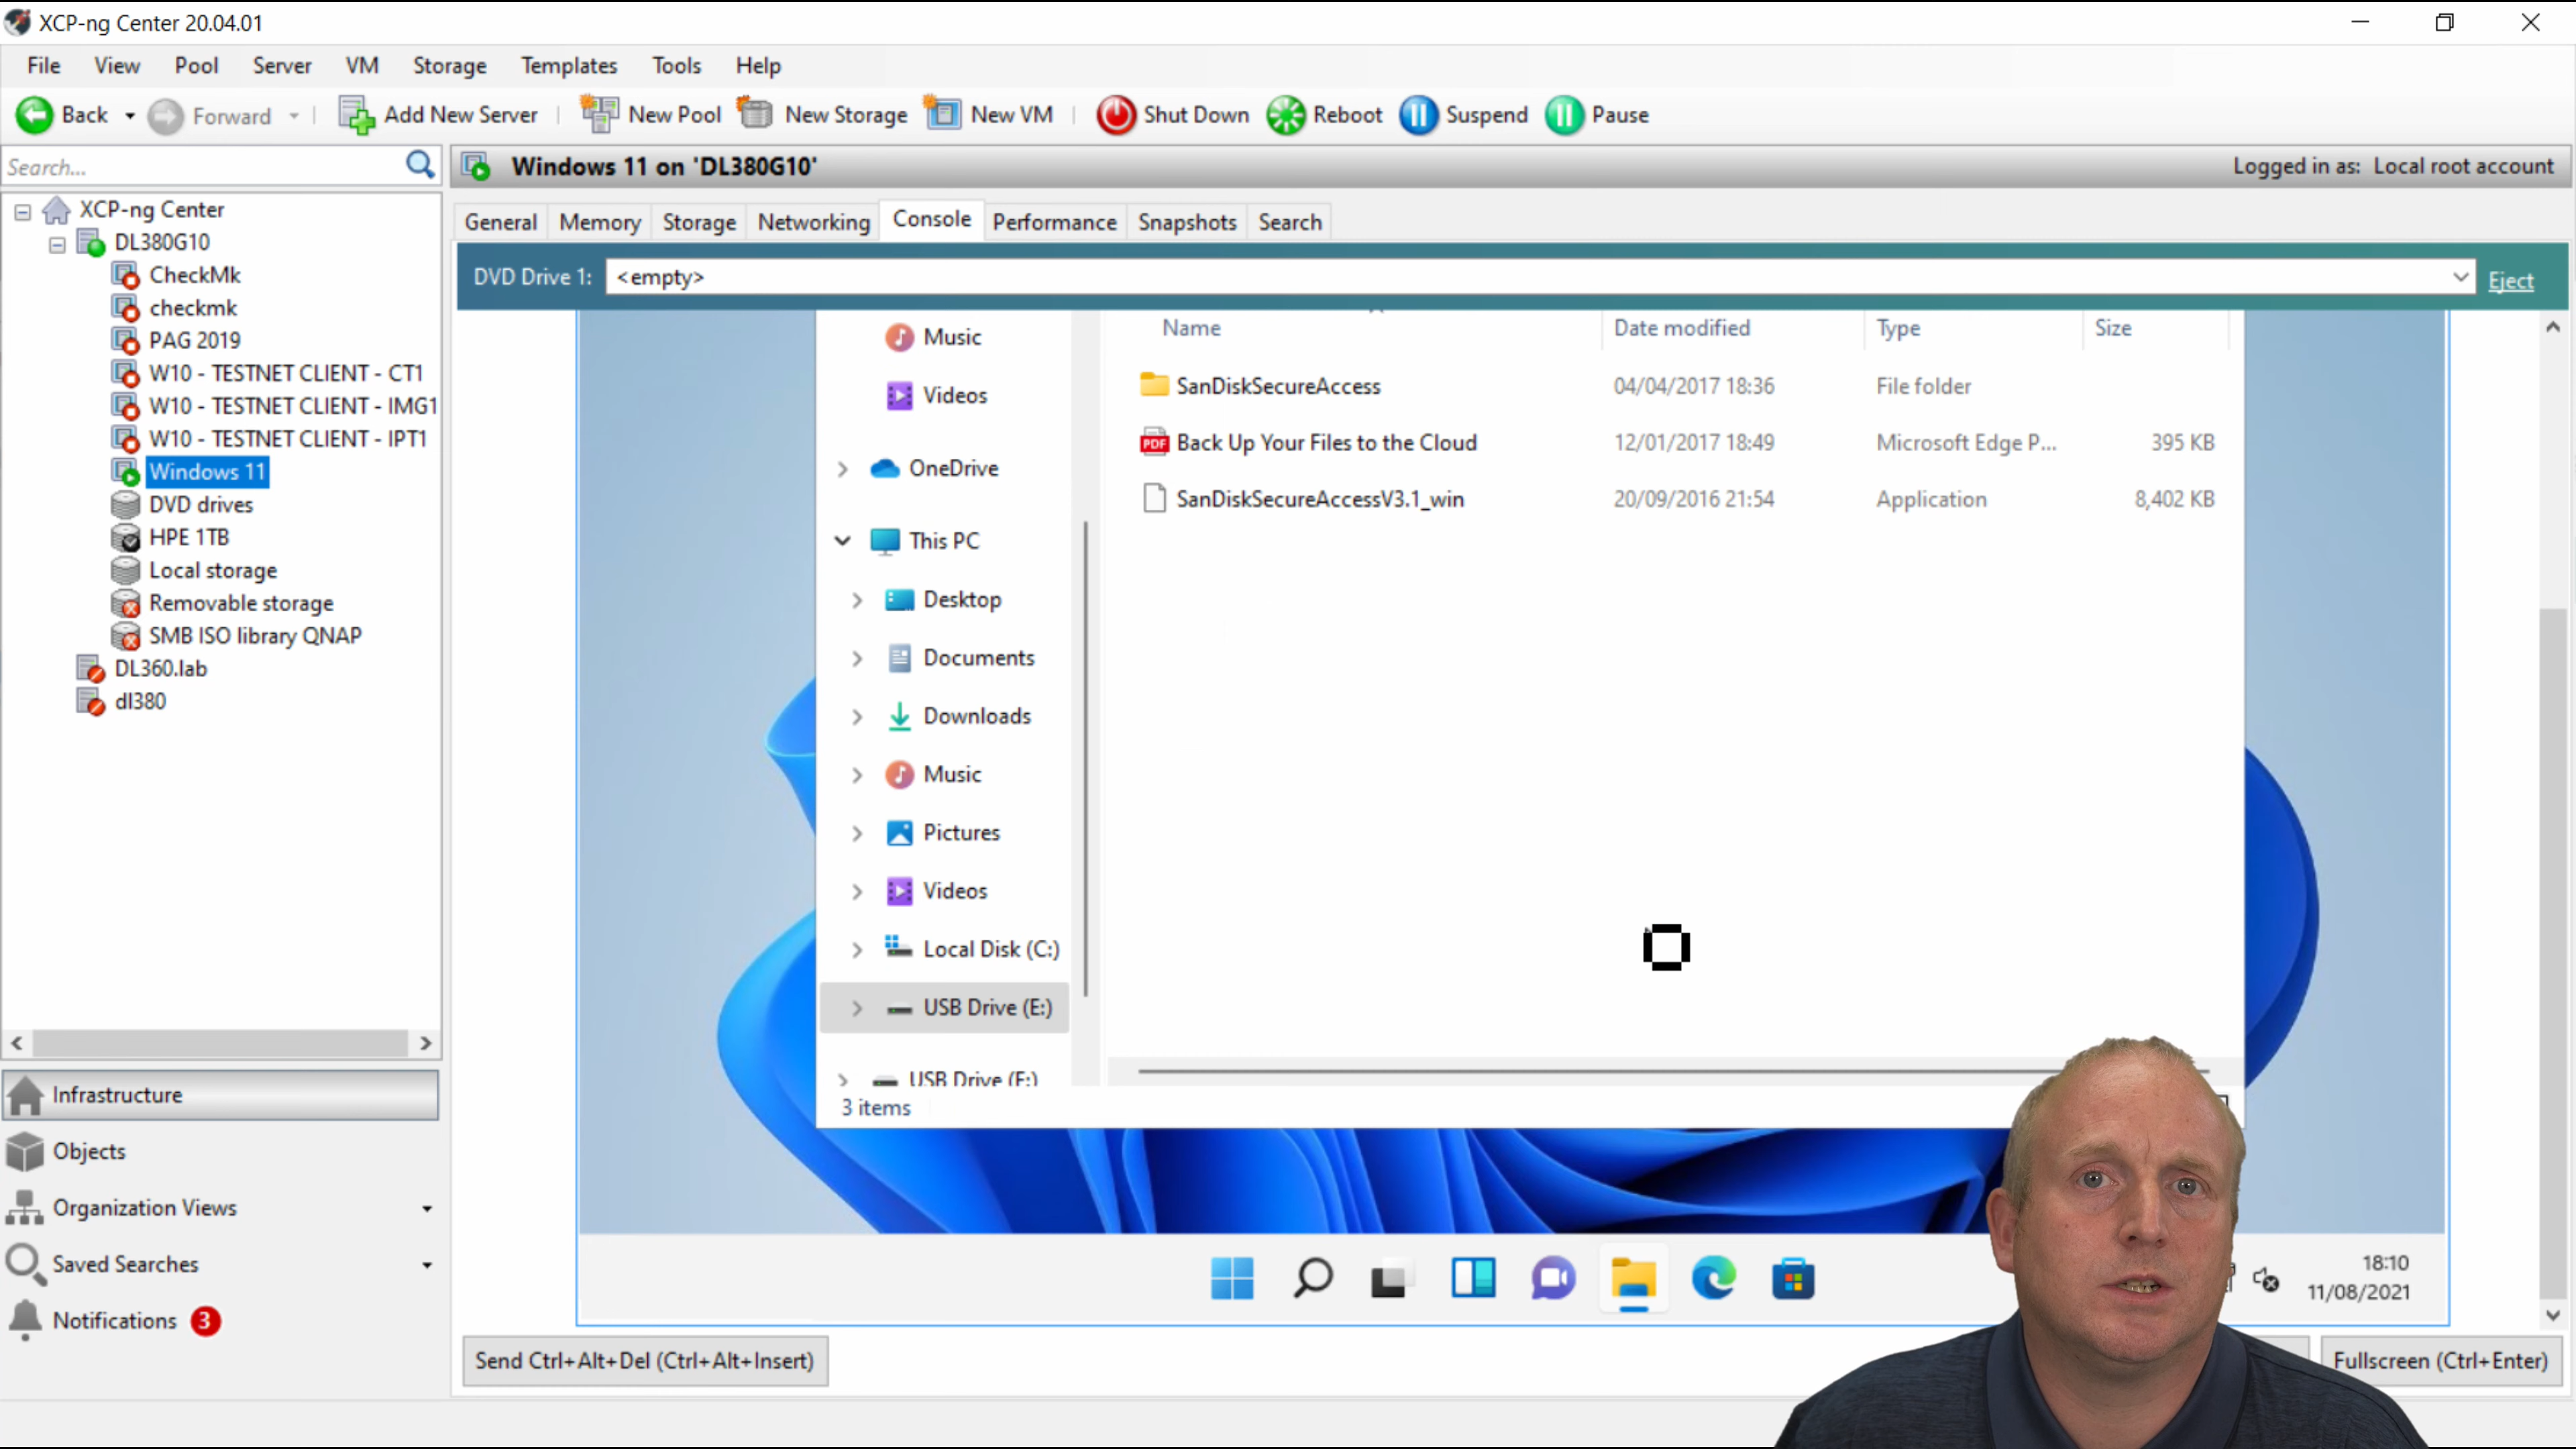 XCP-ng Center 20.04.01
File View Pool Server VM Storage Templates Tools Help
Back Forward Add New Server New Pool New Storage New VM Shut Down Reboot Suspend Pause
Search...
Windows 11 on 'DL380G10'
Logged in as: Local root account
XCP-ng Center
DL380G10
CheckMk
checkmk
PAG 2019
W10 - TESTNET CLIENT - CT1
W10 - TESTNET CLIENT - IMG1
W10 - TESTNET CLIENT - IPT1
Windows 11
DVD drives
HPE 1TB
Local storage
Removable storage
SMB ISO library QNAP
DL360.lab
dl380
Infrastructure
Objects
Organization Views
Saved Searches
Notifications 3
General Memory Storage Networking Console Performance Snapshots Search
DVD Drive 1: <empty> Eject
Music
Videos
OneDrive
This PC
Desktop
Documents
Downloads
Music
Pictures
Videos
Local Disk (C:)
USB Drive (E:)
USB Drive (E:)
3 items
Name Date modified Type Size
SanDiskSecureAccess 04/04/2017 18:36 File folder
PDF Back Up Your Files to the Cloud 12/01/2017 18:49 Microsoft Edge P... 395 KB
SanDiskSecureAccessV3.1_win 20/09/2016 21:54 Application 8,402 KB
18:10
11/08/2021
Send Ctrl+Alt+Del (Ctrl+Alt+Insert)
Fullscreen (Ctrl+Enter)